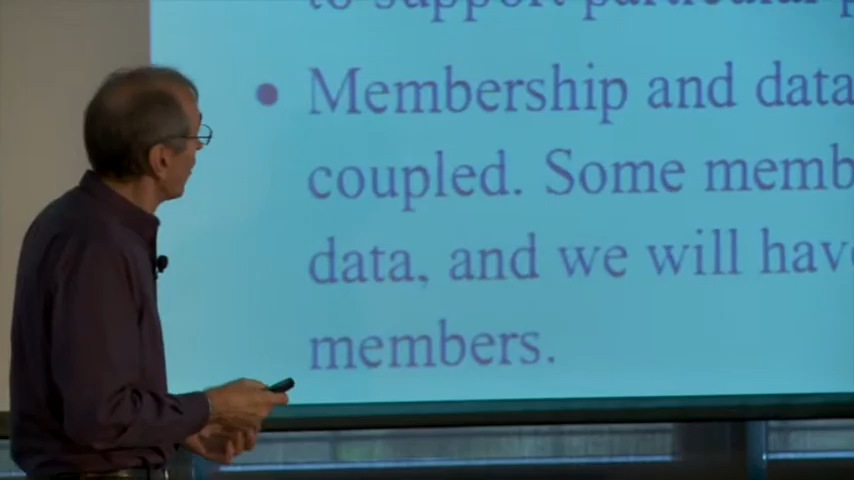 to support particular
Membership and data
coupled. Some memb
data, and we will hav
members.